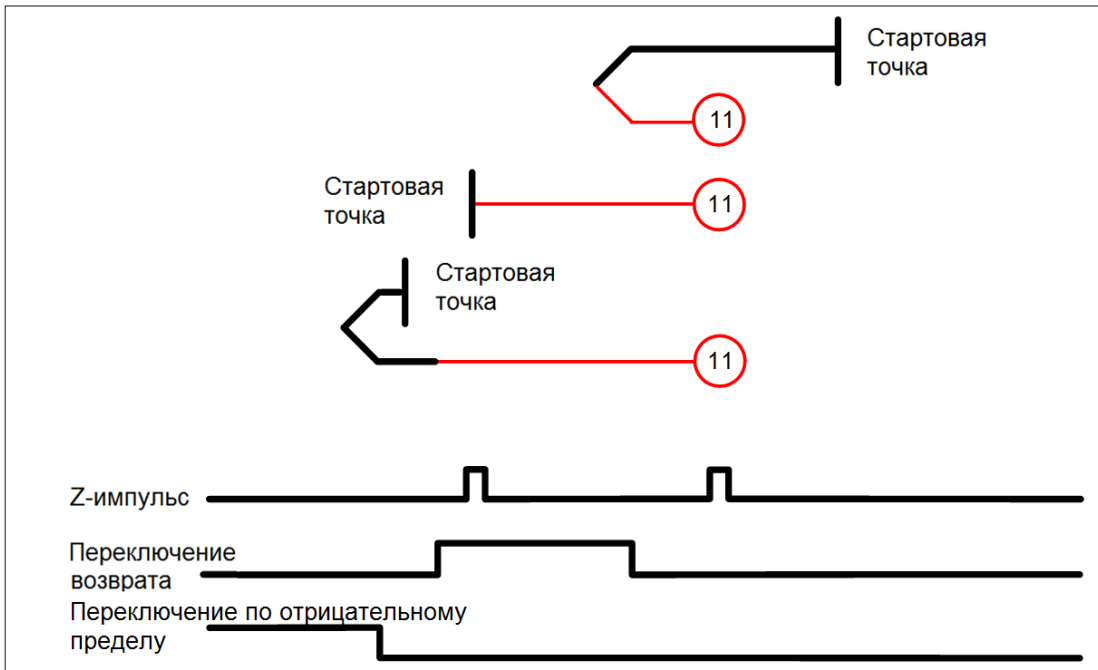 Стартовая
точка
11
Стартовая
точка
11
Стартовая
точка
11
Z-импульс
Переключение
возврата
Переключение по отрицательному
пределу